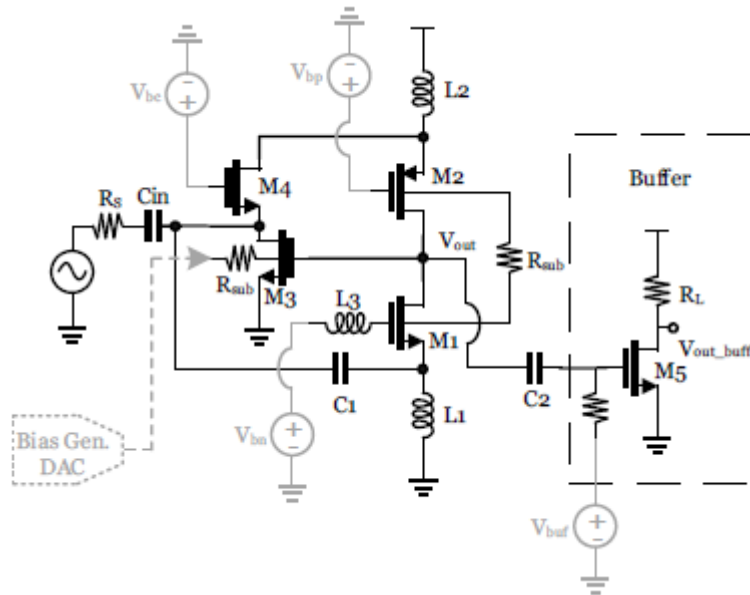 Vbc
Vbp
L2
M4
M2
Buffer
Rs
Cin
Vout
Rsub
Rsub
M3
L3
M1
RL
Vout_buff
M5
C1
C2
L1
Bias Gen.
DAC
Vbn
Vbuf